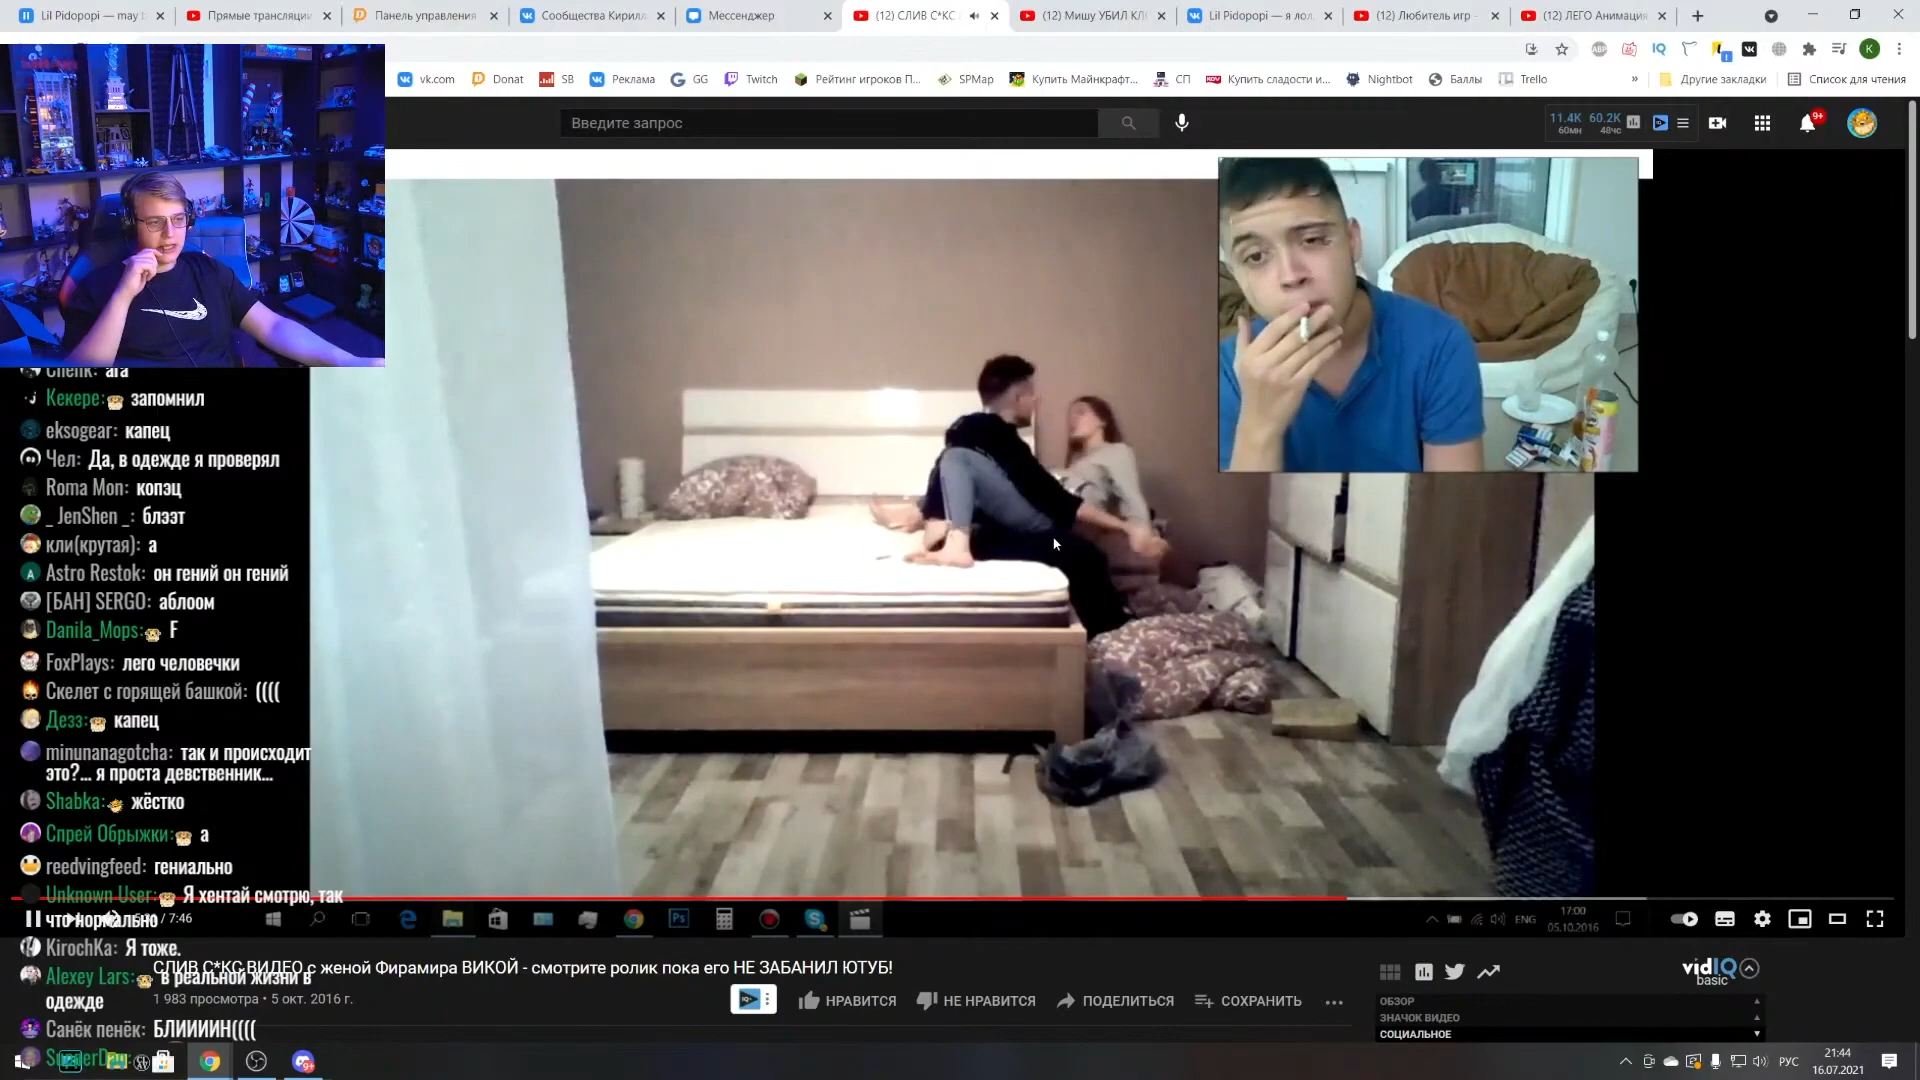 Lil Pidopopi — may b
Прямые трансляции
Панель управления
Сообщества Кирилл
Мессенджер
(12) СЛИВ С*КС
(12) Мишу УБИЛ КЛ
Lil Pidopopi — я лол
(12) Любитель игр -
(12) ЛЕГО Анимация
vk.com
Donat
SB
Реклама
GG
Twitch
Рейтинг игроков П...
SPMap
Купить Майнкрафт...
СП
Купить сладости и...
Nightbot
Баллы
Trello
»
Другие закладки
Список для чтения
Введите запрос
11.4K 60.2K
60мн 48чс
9+
Chenk: ага
Кекере: запомнил
eksogear: капец
Чел: Да, в одежде я проверял
Roma Mon: копэц
_ JenShen _: блээт
кли(крутая): а
Astro Restok: он гений он гений
[БАН] SERGO: аблоом
Danila_Mops: F
FoxPlays: лего человечки
Скелет с горящей башкой: ((((
Дезз: капец
minunanagotcha: так и происходит
это?... я проста девственник...
Shabka: жёстко
Спрей Обрыжки: а
reedvingfeed: гениально
Unknown User: Я хентай смотрю, так
что нормально
/ 7:46
KirochKa: Я тоже.
Alexey Lars: в реальной жизни в
одежде
Санёк пенёк: БЛИИИИН((((
ENG
17:00
05.10.2016
СЛИВ С*КС ВИДЕО с женой Фирамира ВИКОЙ - смотрите ролик пока его НЕ ЗАБАНИЛ ЮТУБ!
1 983 просмотра • 5 окт. 2016 г.
НРАВИТСЯ
НЕ НРАВИТСЯ
ПОДЕЛИТЬСЯ
СОХРАНИТЬ
vidIQ
basic
ОБЗОР
ЗНАЧОК ВИДЕО
СОЦИАЛЬНОЕ
РУС
21:44
16.07.2021